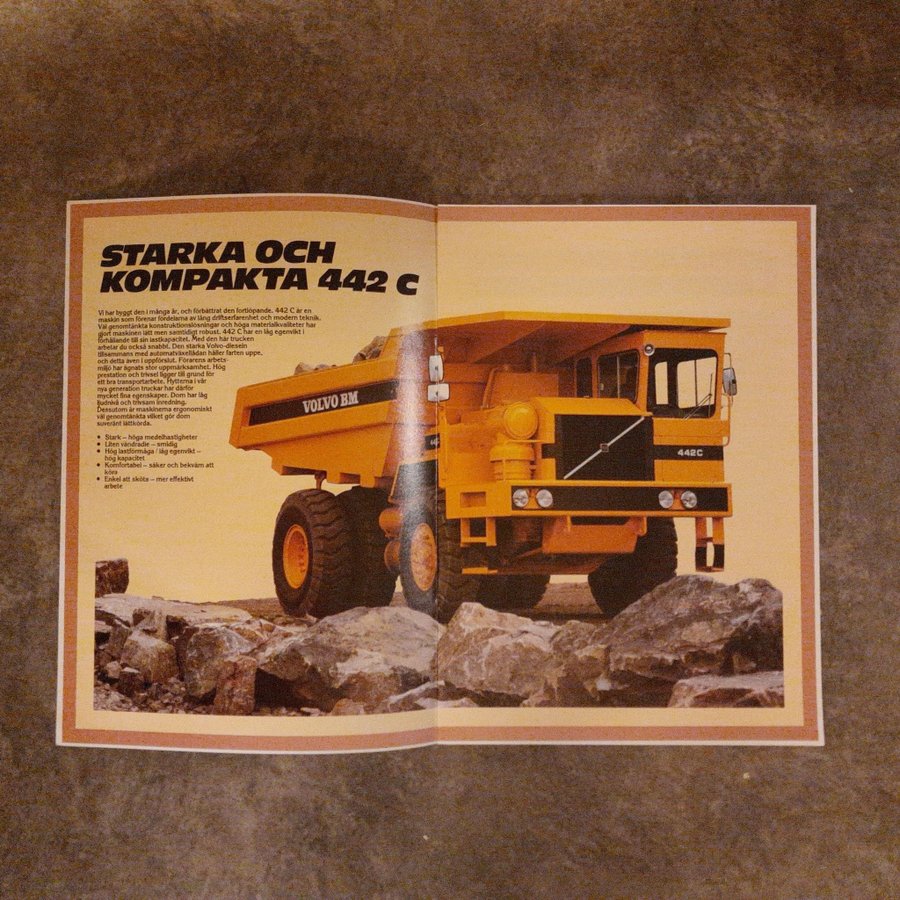 STARKA OCH
KOMPAKTA 442 C
Vi har byggt den i många år, och förbättrat den fortlöpande. 442 C är en
maskin som förenar fördelarna av lång driftserfarenhet och modern teknik.
Väl genomtänkta konstruktionslösningar och höga materialkvaliteter har
gjort maskinen lätt men samtidigt robust. 442 C har en låg egenvikt i
förhållande till sin lastkapacitet. Med den här trucken
arbetar du också snabbt. Den starka Volvo-dieseln
tillsammans med automatväxellådan håller farten uppe,
och detta även i uppförslut. Förarens arbets-
miljö har ägnats stor uppmärksamhet. Hög
prestation och trivsel ligger till grund för
ett bra transportarbete. Hytterna i vår
nya generation truckar har därför
mycket fina egenskaper. Dom har låg
ljudnivå och trivsam inredning.
Dessutom är maskinerna ergonomiskt
väl genomtänkta vilket gör dom
suveränt lättkörda.
• Stark – höga medelhastigheter
• Liten vändradie – smidig
• Hög lastförmåga / låg egenvikt –
hög kapacitet
• Komfortabel – säker och bekväm att
köra
• Enkel att sköta – mer effektivt
arbete
VOLVO BM
442C